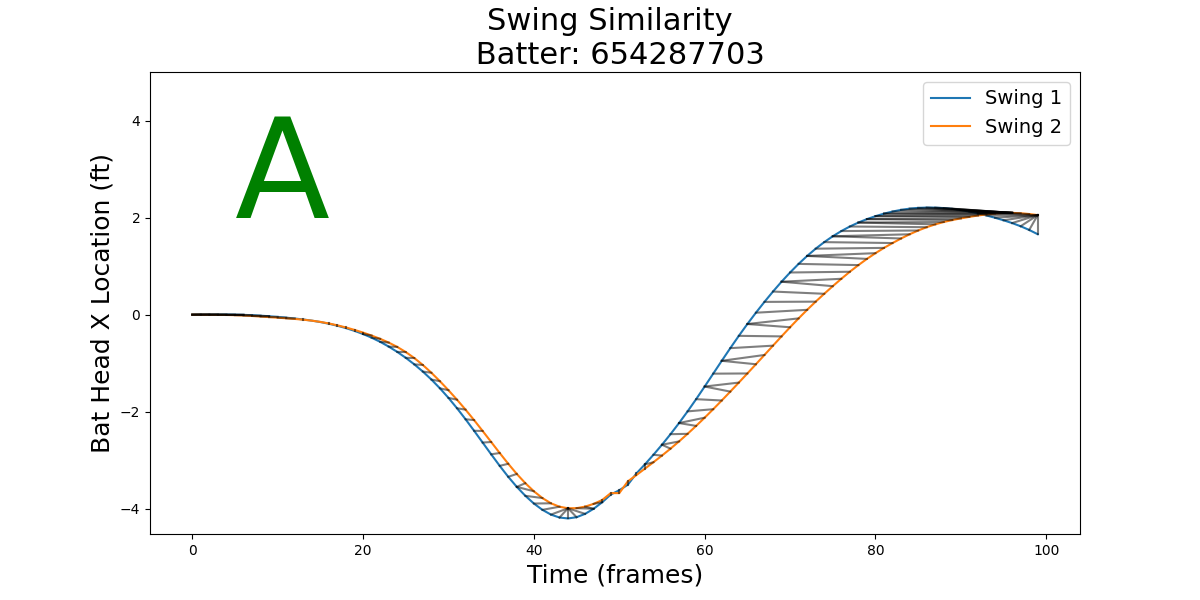 Swing Similarity
Batter: 654287703
A
Swing 1
Swing 2
Bat Head X Location (ft)
4
2
0
−2
−4
0 20 40 60 80 100
Time (frames)